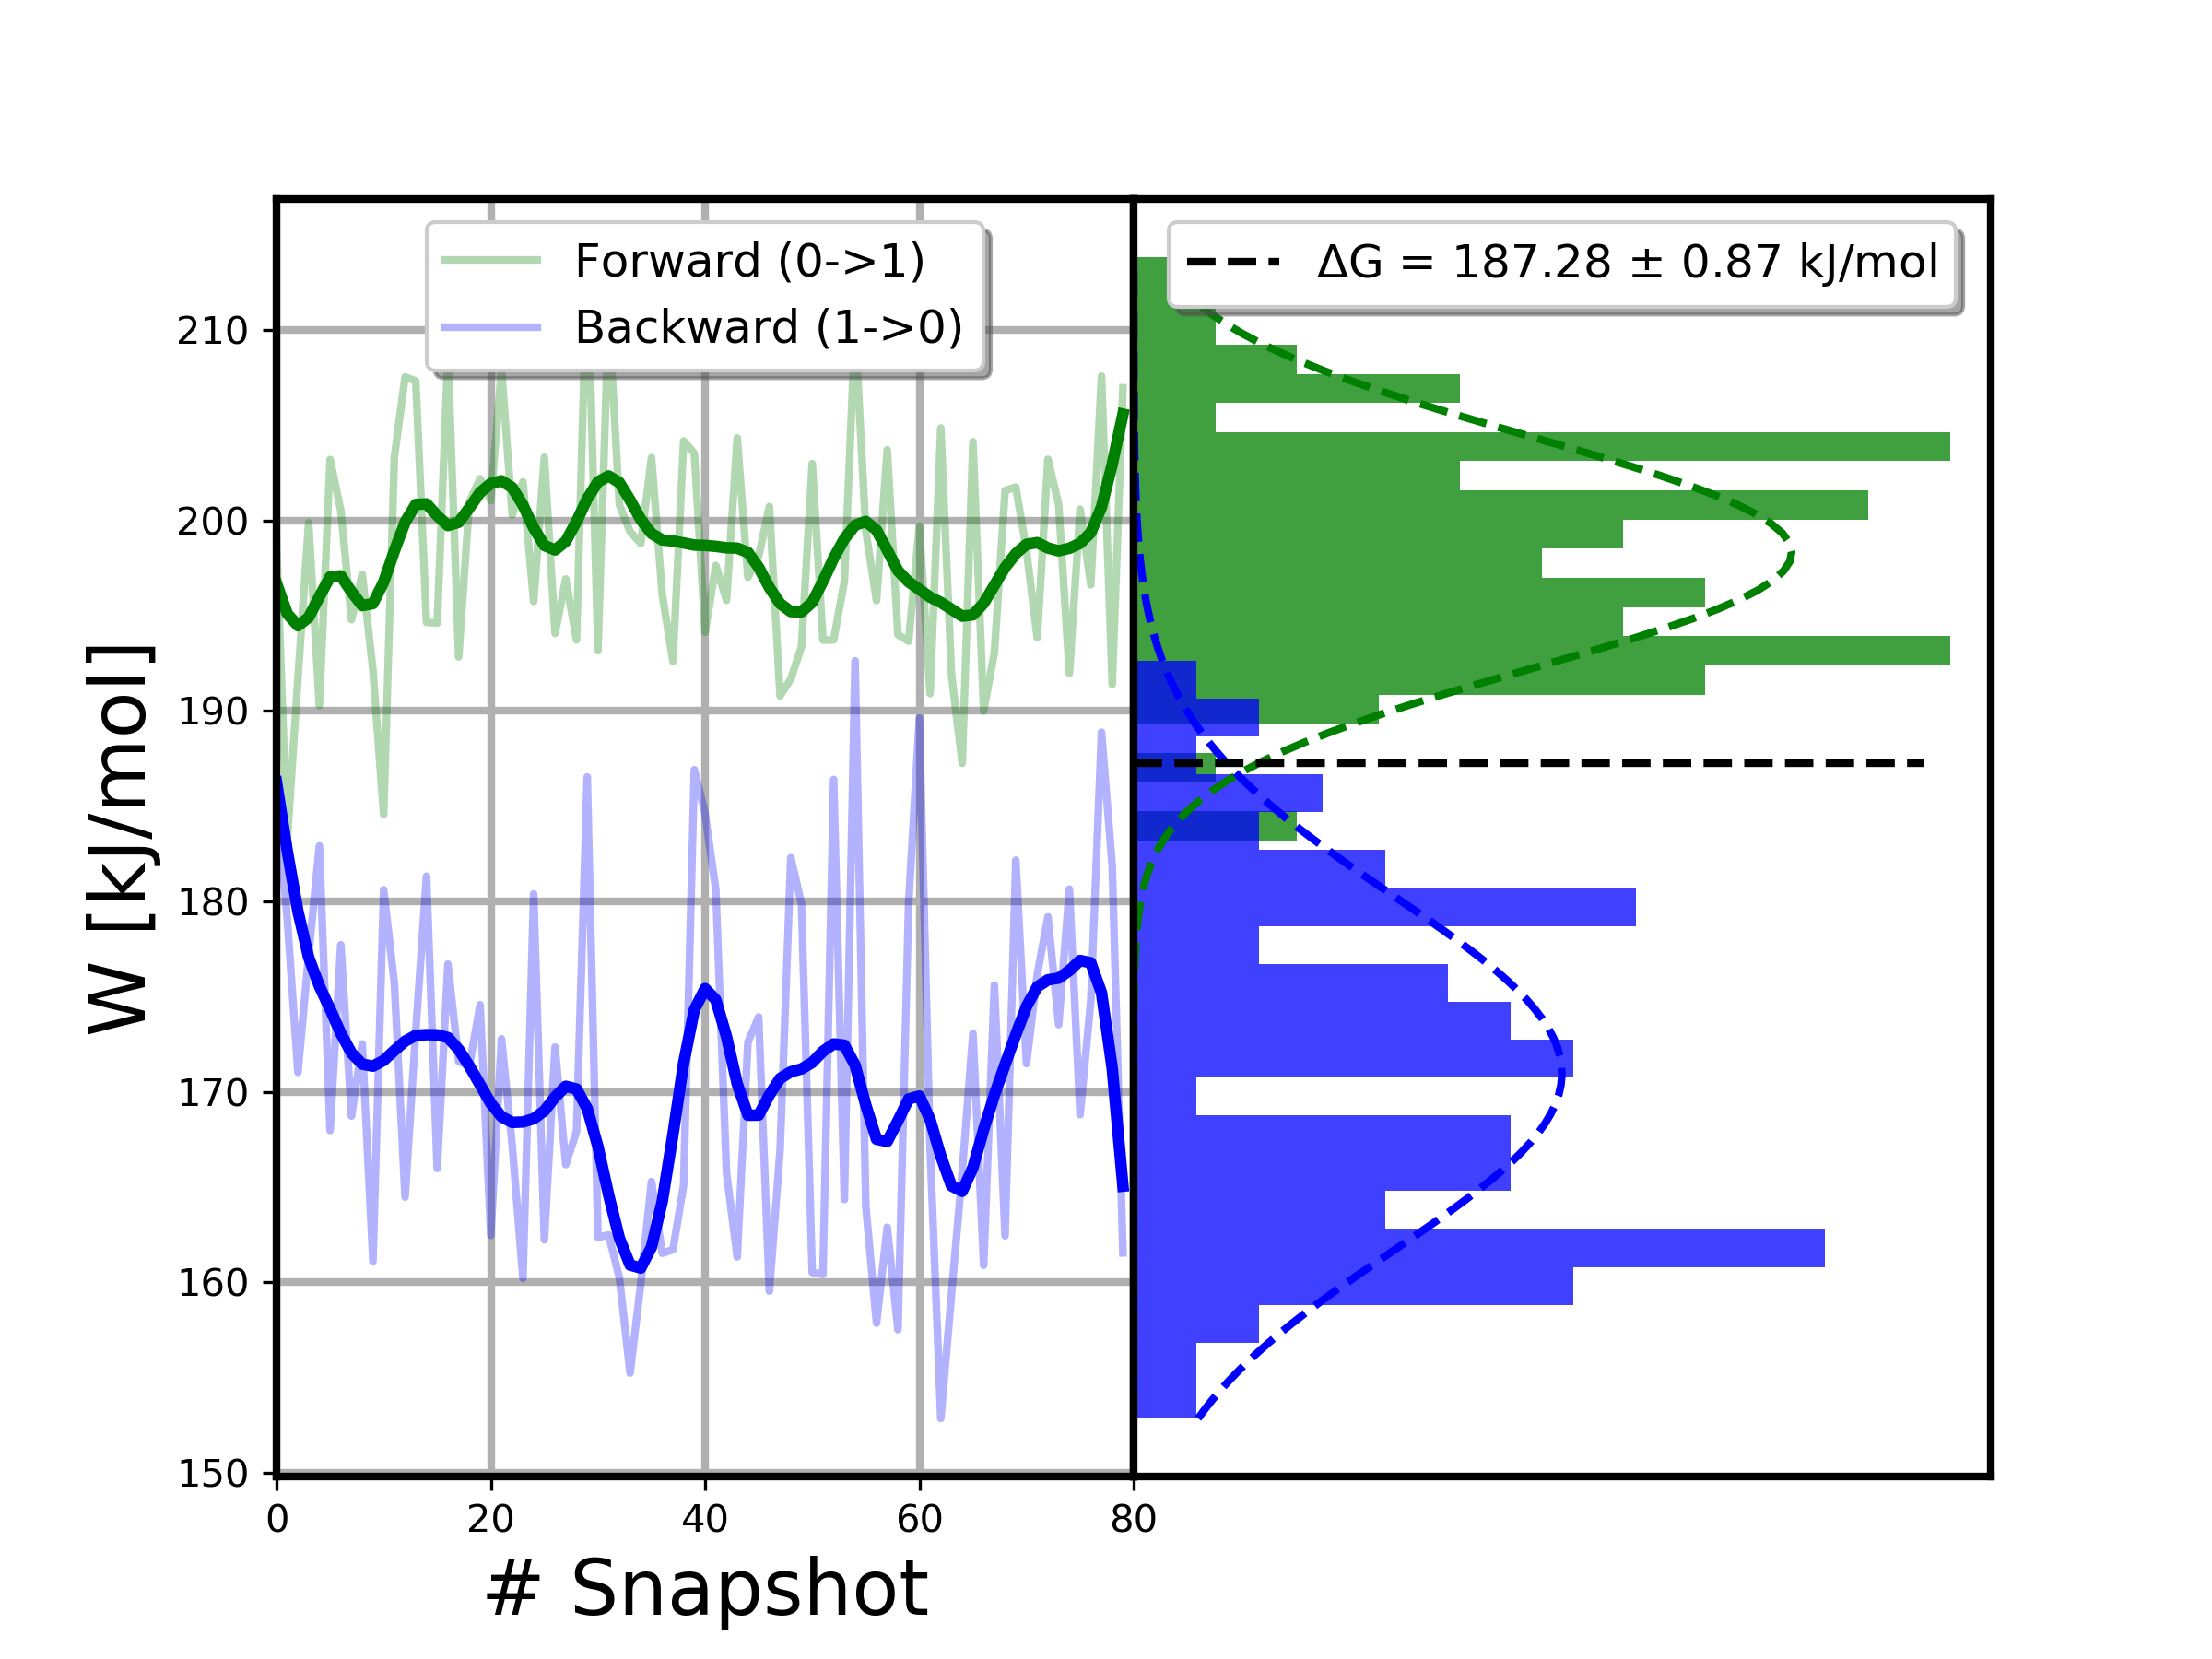 Forward (0->1)
Backward (1->0)
ΔG = 187.28 ± 0.87 kJ/mol
W [kJ/mol]
210
200
190
180
170
160
150
0 20 40 60 80
# Snapshot